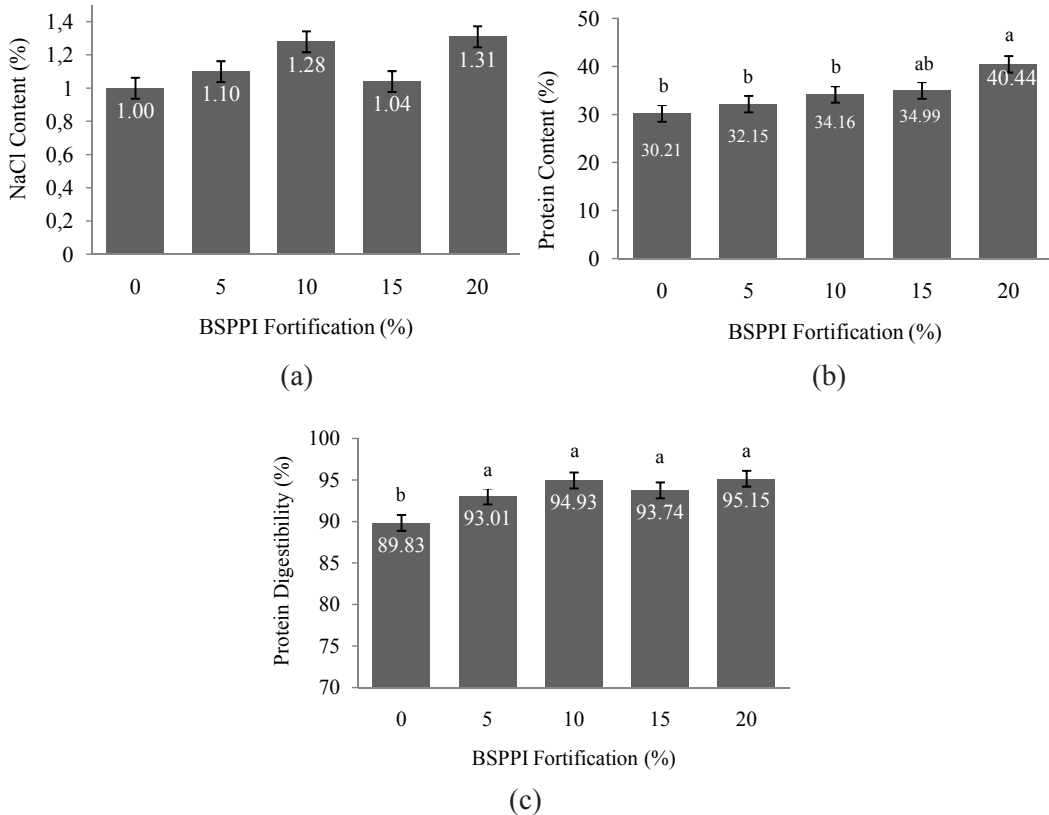 NaCl Content (%)
1,4
1,2
1
0,8
0,6
0,4
0,2
0
1.00
1.10
1.28
1.04
1.31
0 5 10 15 20
BSPPI Fortification (%)
(a)
Protein Content (%)
50
40
30
20
10
0
b b b ab a
30.21
32.15
34.16
34.99
40.44
0 5 10 15 20
BSPPI Fortification (%)
(b)
Protein Digestibility (%)
100
95
90
85
80
75
70
b a a a a
89.83
93.01
94.93
93.74
95.15
0 5 10 15 20
BSPPI Fortification (%)
(c)